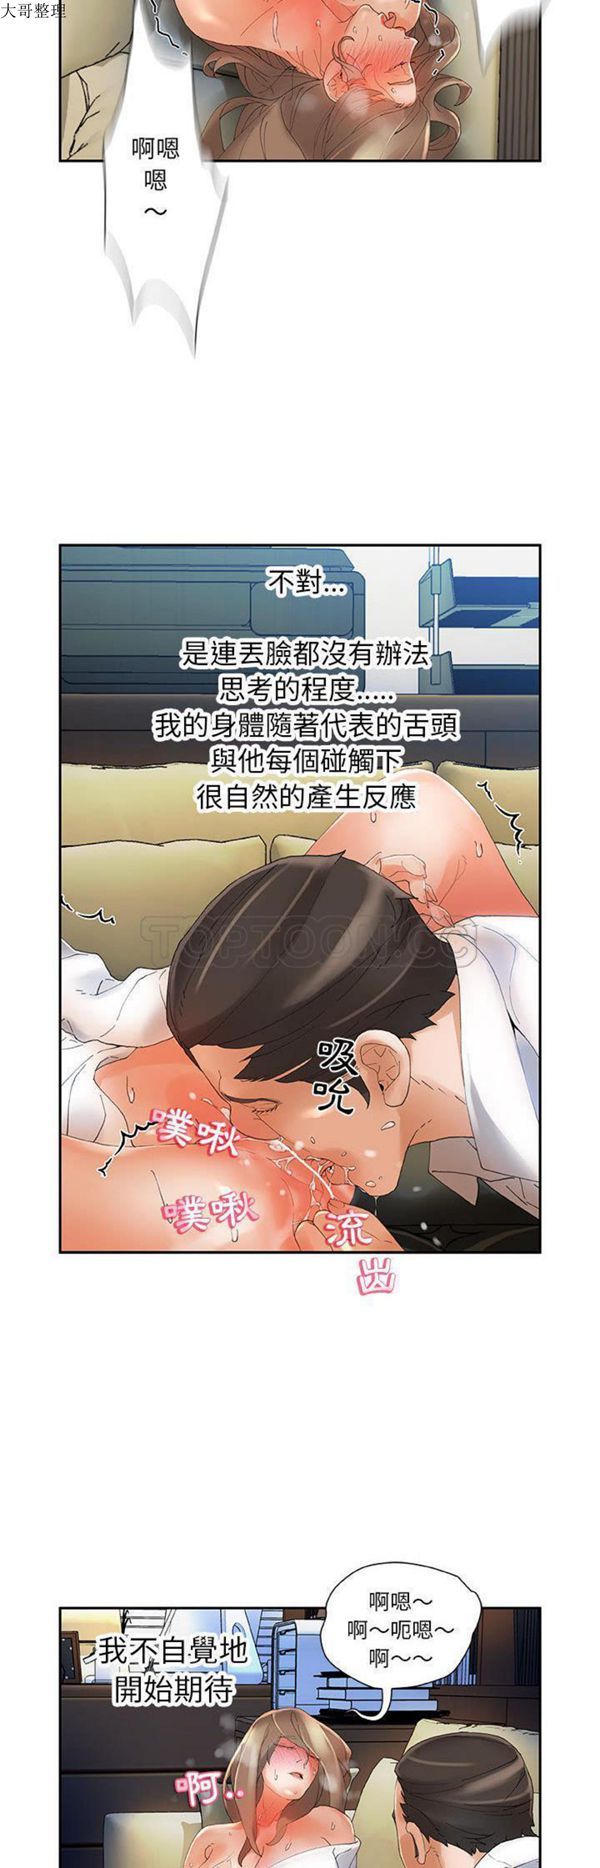 大哥整理
啊嗯
嗯
～
不對...
是連丟臉都沒有辦法
思考的程度.....
我的身體隨著代表的舌頭
與他每個碰觸下
很自然的產生反應
TOPTOON.CC
吸
吮
噗啾
噗啾
流
出
啊嗯～
啊～呃嗯～
啊～～
我不自覺地
開始期待
啊..